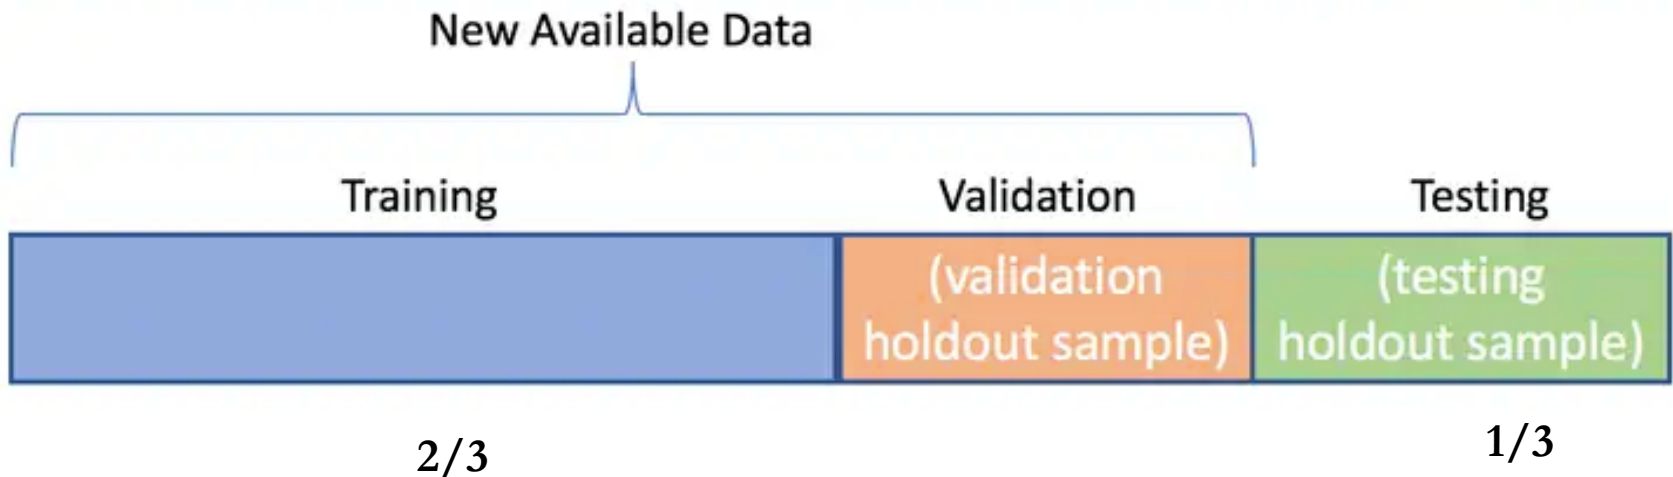 New Available Data
Training
Validation
Testing
(validation
holdout sample)
(testing
holdout sample)
2/3
1/3